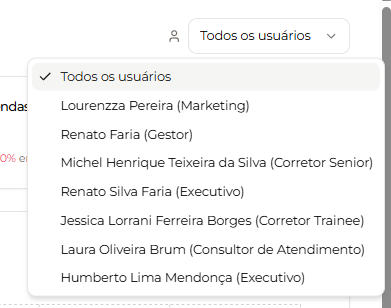 Todos os usuários
Todos os usuários
endas
Lourenzza Pereira (Marketing)
Renato Faria (Gestor)
0% e
Michel Henrique Teixeira da Silva (Corretor Senior)
Renato Silva Faria (Executivo)
Jessica Lorrani Ferreira Borges (Corretor Trainee)
Laura Oliveira Brum (Consultor de Atendimento)
Humberto Lima Mendonça (Executivo)